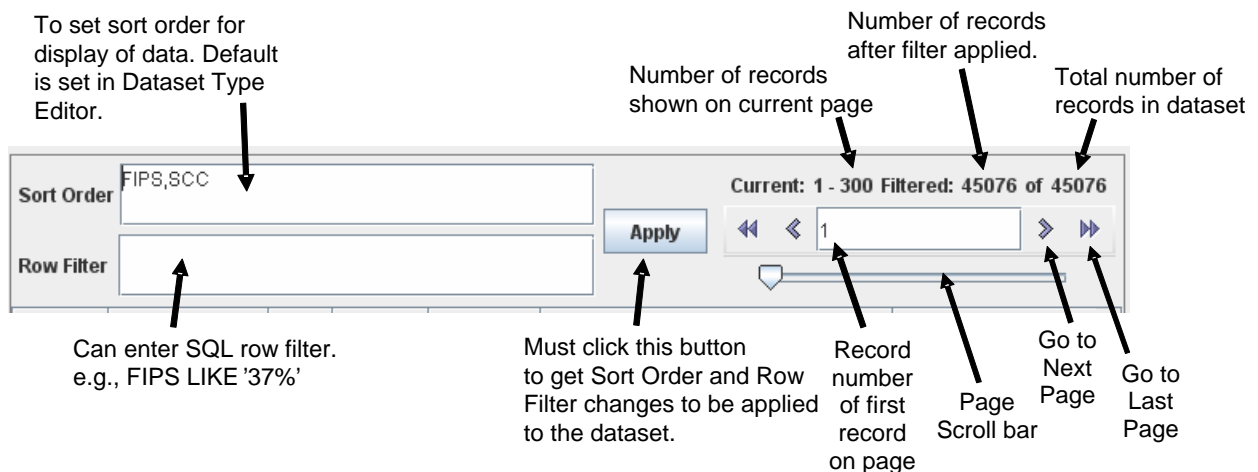 To set sort order for
display of data. Default
is set in Dataset Type
Editor.
Number of records
after filter applied.
Number of records
shown on current page
Total number of
records in dataset
Sort Order
FIPS,SCC
Current: 1 - 300 Filtered: 45076 of 45076
Apply
1
Row Filter
Can enter SQL row filter.
e.g., FIPS LIKE '37%'
Must click this button
to get Sort Order and Row
Filter changes to be applied
to the dataset.
Record
number
of first
record
on page
Page
Scroll bar
Go to
Next
Page
Go to
Last
Page